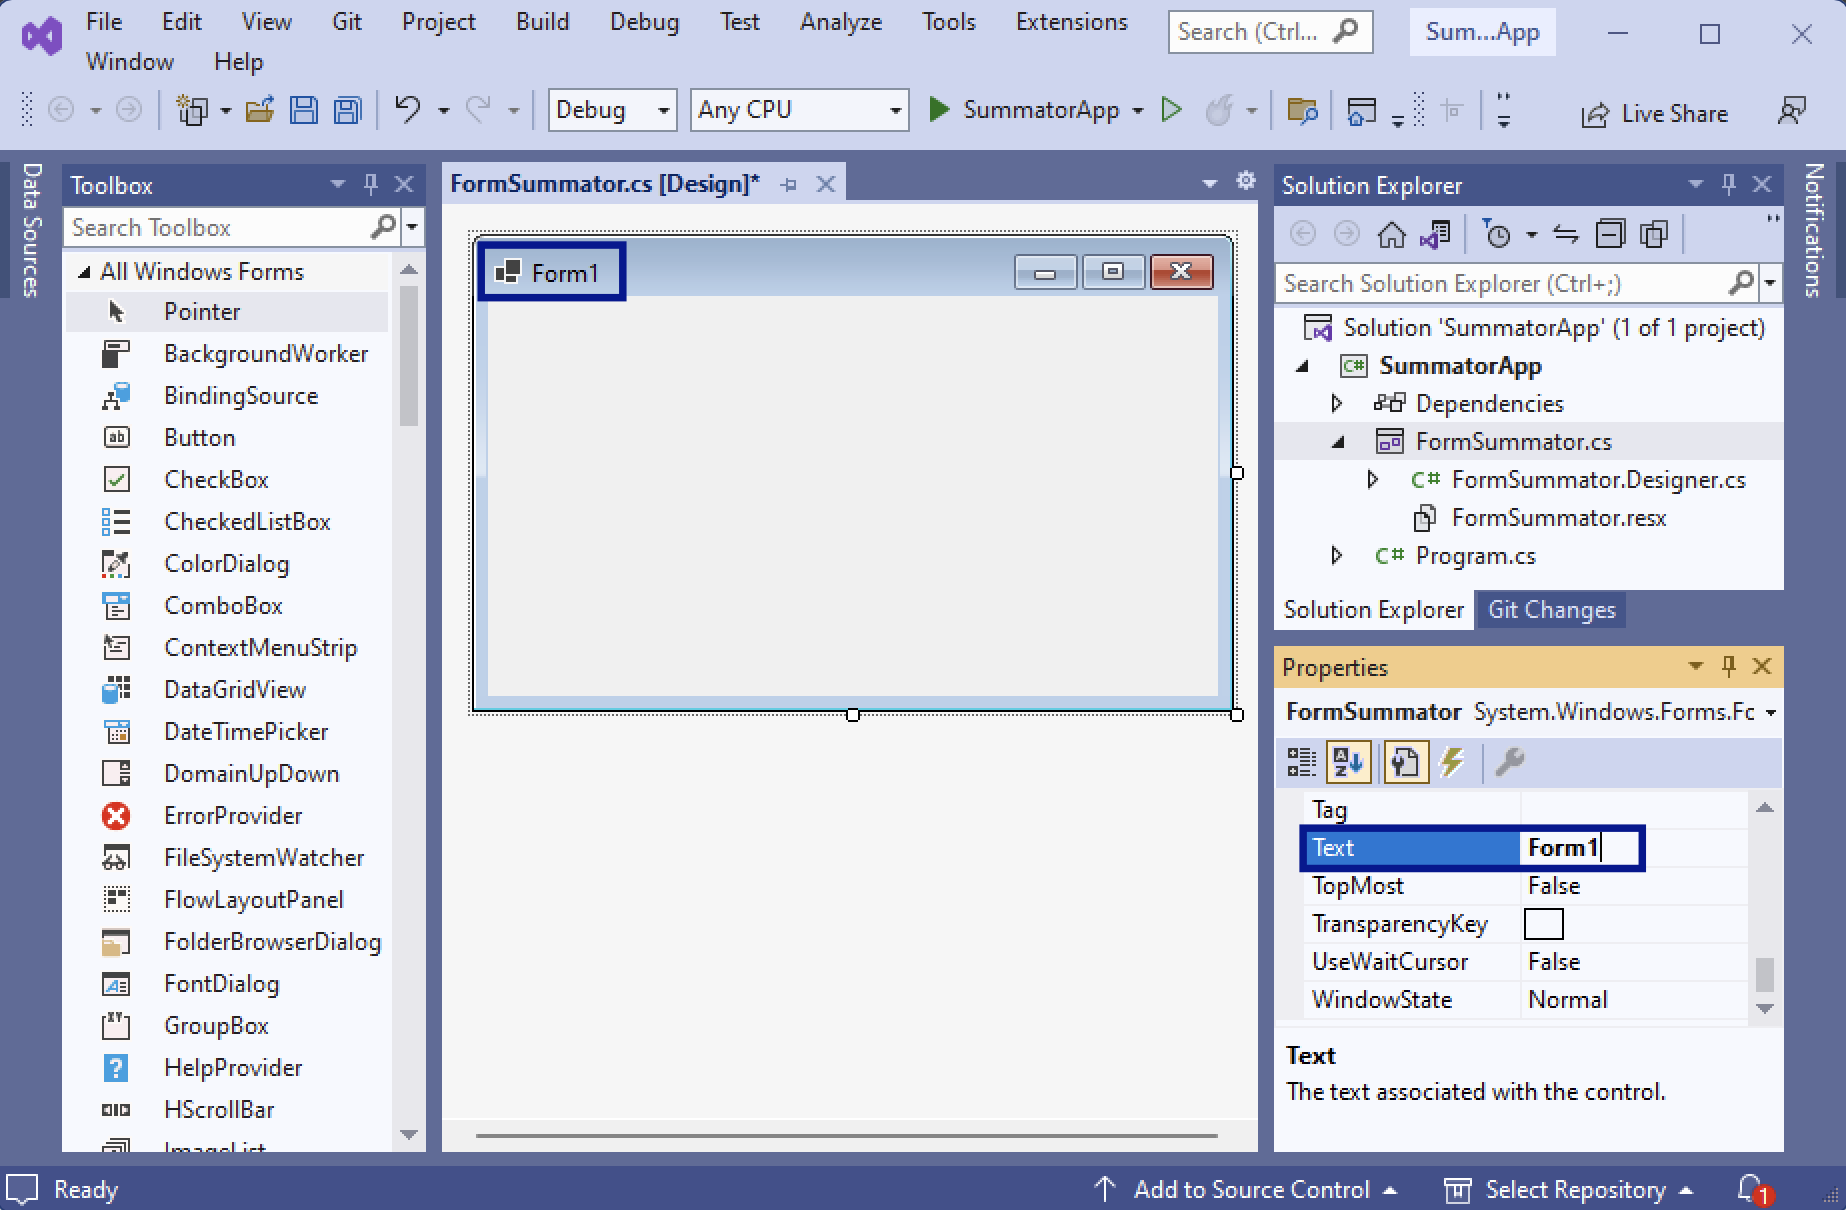 File Edit View Git Project Build Debug Test Analyze Tools Extensions
Window Help
Search (Ctrl...
Sum...App
Debug
Any CPU
SummatorApp
Live Share
Data Sources
Toolbox
Search Toolbox
All Windows Forms
Pointer
BackgroundWorker
BindingSource
Button
CheckBox
CheckedListBox
ColorDialog
ComboBox
ContextMenuStrip
DataGridView
DateTimePicker
DomainUpDown
ErrorProvider
FileSystemWatcher
FlowLayoutPanel
FolderBrowserDialog
FontDialog
GroupBox
HelpProvider
HScrollBar
ImageList
FormSummator.cs [Design]*
Form1
Solution Explorer
Search Solution Explorer (Ctrl+;)
Solution 'SummatorApp' (1 of 1 project)
C# SummatorApp
Dependencies
FormSummator.cs
C# FormSummator.Designer.cs
FormSummator.resx
C# Program.cs
Solution Explorer Git Changes
Notifications
Properties
FormSummator System.Windows.Forms.Fc
Tag
Text Form1
TopMost False
TransparencyKey
UseWaitCursor False
WindowState Normal
Text
The text associated with the control.
Ready
Add to Source Control
Select Repository
1